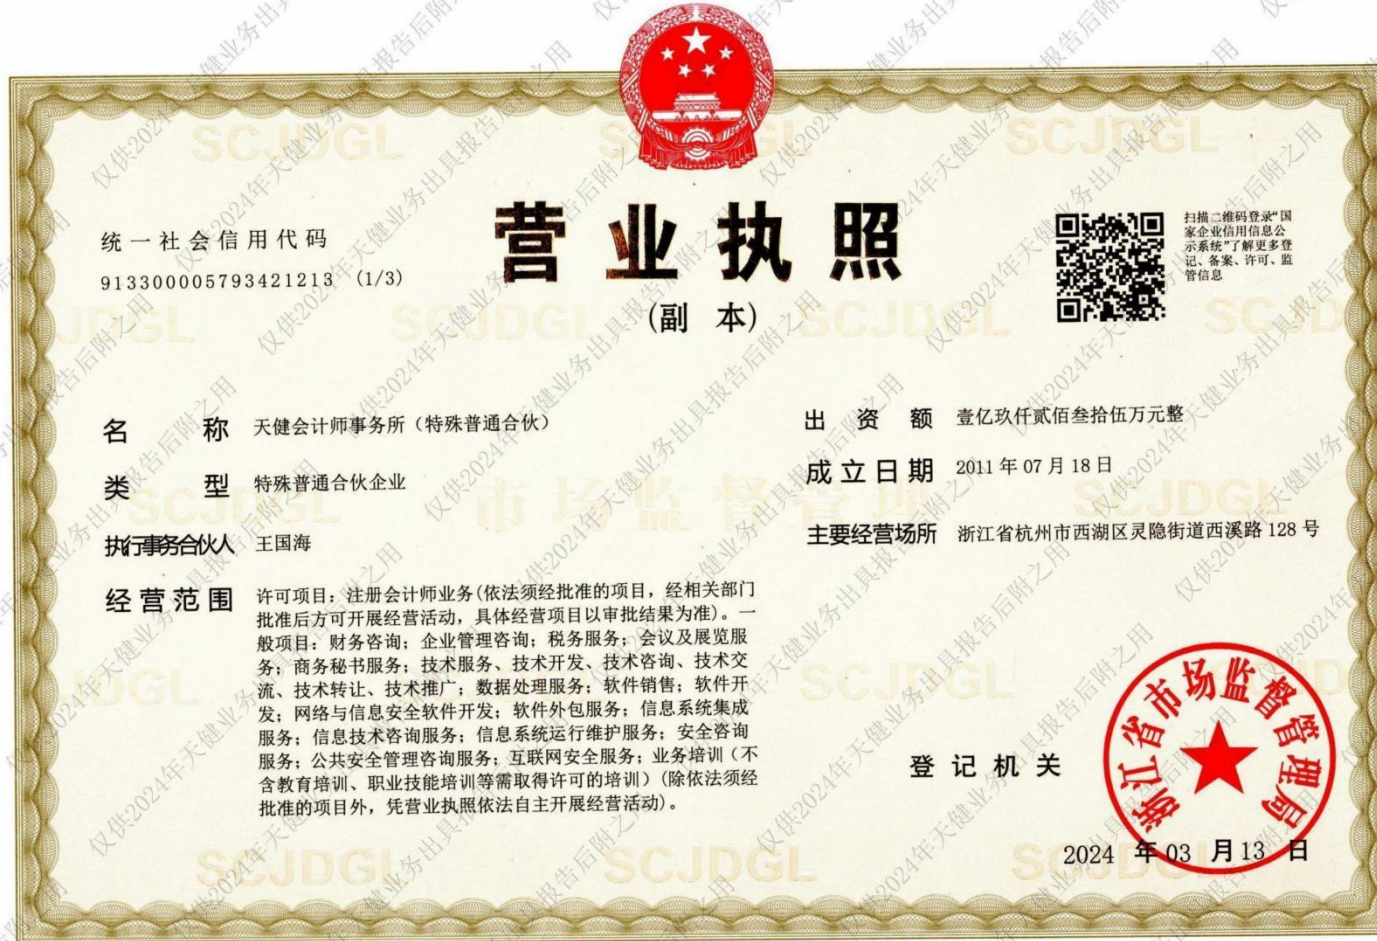 营业执照
(副 本)
统一社会信用代码
913300005793421213 (1/3)
扫描二维码登录“国
家企业信用信息公
示系统”了解更多登
记、备案、许可、监
管信息
名 称 天健会计师事务所（特殊普通合伙）
类 型 特殊普通合伙企业
执行事务合伙人 王国海
经营范围 许可项目：注册会计师业务(依法须经批准的项目，经相关部门
批准后方可开展经营活动，具体经营项目以审批结果为准)。一
般项目：财务咨询；企业管理咨询；税务服务；会议及展览服
务；商务秘书服务；技术服务、技术开发、技术咨询、技术交
流、技术转让、技术推广；数据处理服务；软件销售；软件开
发；网络与信息安全软件开发；软件外包服务；信息系统集成
服务；信息技术咨询服务；信息系统运行维护服务；安全咨询
服务；公共安全管理咨询服务；互联网安全服务；业务培训（不
含教育培训、职业技能培训等需取得许可的培训）(除依法须经
批准的项目外，凭营业执照依法自主开展经营活动)。
出 资 额 壹亿玖仟贰佰叁拾伍万元整
成立日期 2011 年 07 月 18 日
主要经营场所 浙江省杭州市西湖区灵隐街道西溪路 128 号
登记机关
浙江省市场监督管理局
2024 年 03 月 13 日
SCJDGL
市场监督管理
仅供2024年天健业务出具报告后附之用